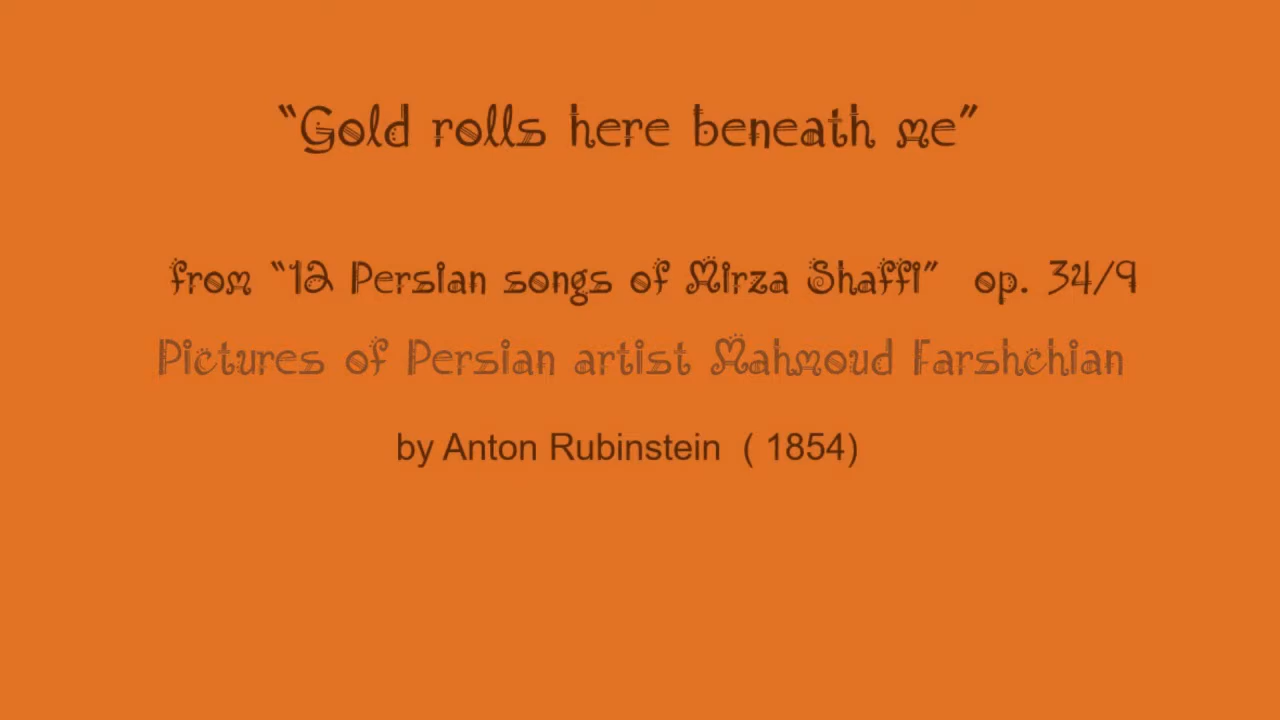 “Gold rolls here beneath me”
from “12 Persian songs of Mirza Shaffi” op. 34/9
Pictures of Persian artist Mahmoud Farshchian
by Anton Rubinstein ( 1854)